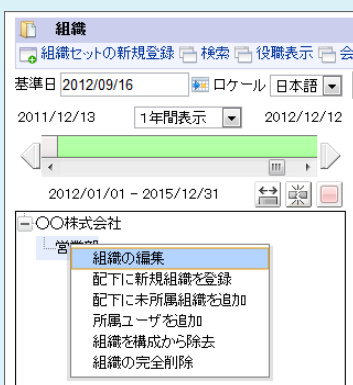 組織
組織セットの新規登録 検索 役職表示 会
基準日 2012/09/16 ロケール 日本語
2011/12/13 1年間表示 2012/12/12
2012/01/01 - 2015/12/31
〇〇株式会社
営業部
組織の編集
配下に新規組織を登録
配下に未所属組織を追加
所属ユーザを追加
組織を構成から除去
組織の完全削除